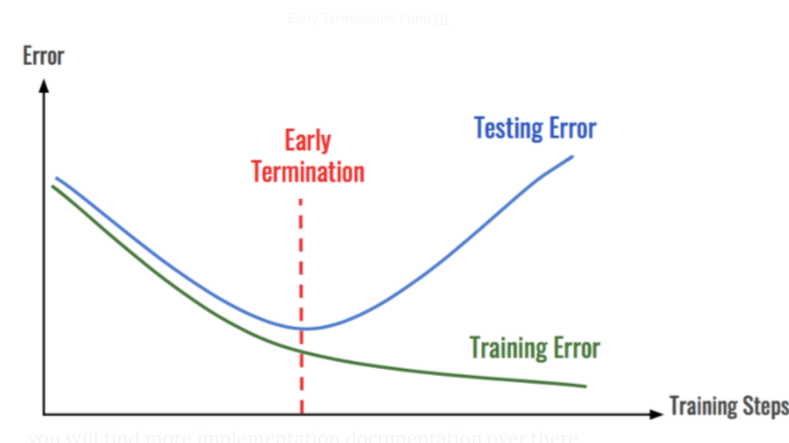 Early Termination Point [1]
Error
Testing Error
Early
Termination
Training Error
Training Steps
you will find more implementation documentation over there